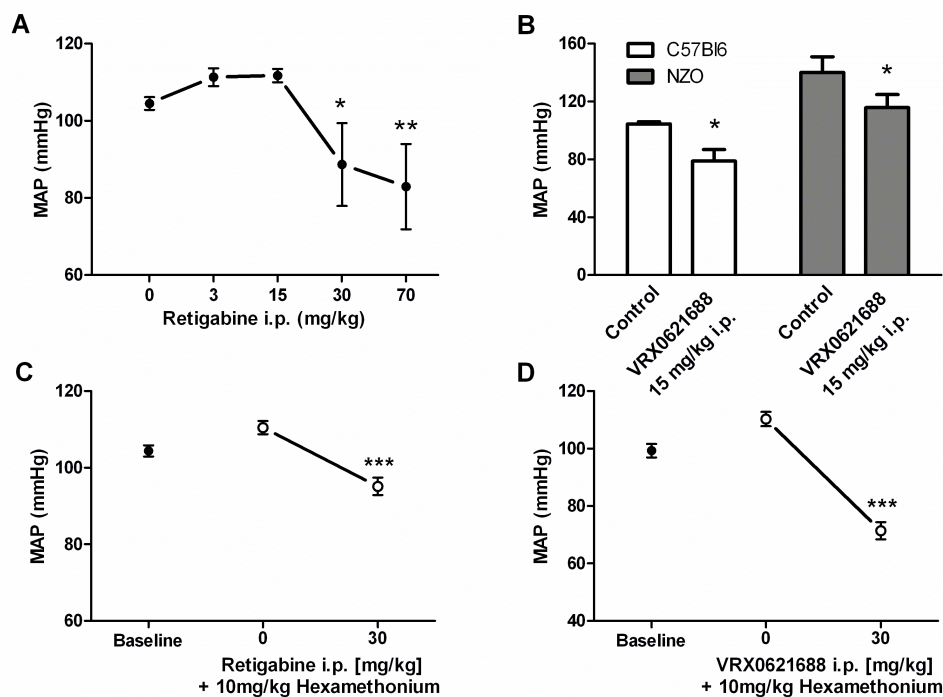 A
120
100
80
60
MAP (mmHg)
*
**
0 3 15 30 70
Retigabine i.p. (mg/kg)
B
160
120
80
40
0
MAP (mmHg)
C57Bl6
NZO
*
*
Control
VRX0621688
15 mg/kg i.p.
Control
VRX0621688
15 mg/kg i.p.
C
120
100
80
60
MAP (mmHg)
***
Baseline 0 30
Retigabine i.p. [mg/kg]
+ 10mg/kg Hexamethonium
D
120
100
80
60
40
MAP (mmHg)
***
Baseline 0 30
VRX0621688 i.p. [mg/kg]
+ 10mg/kg Hexamethonium